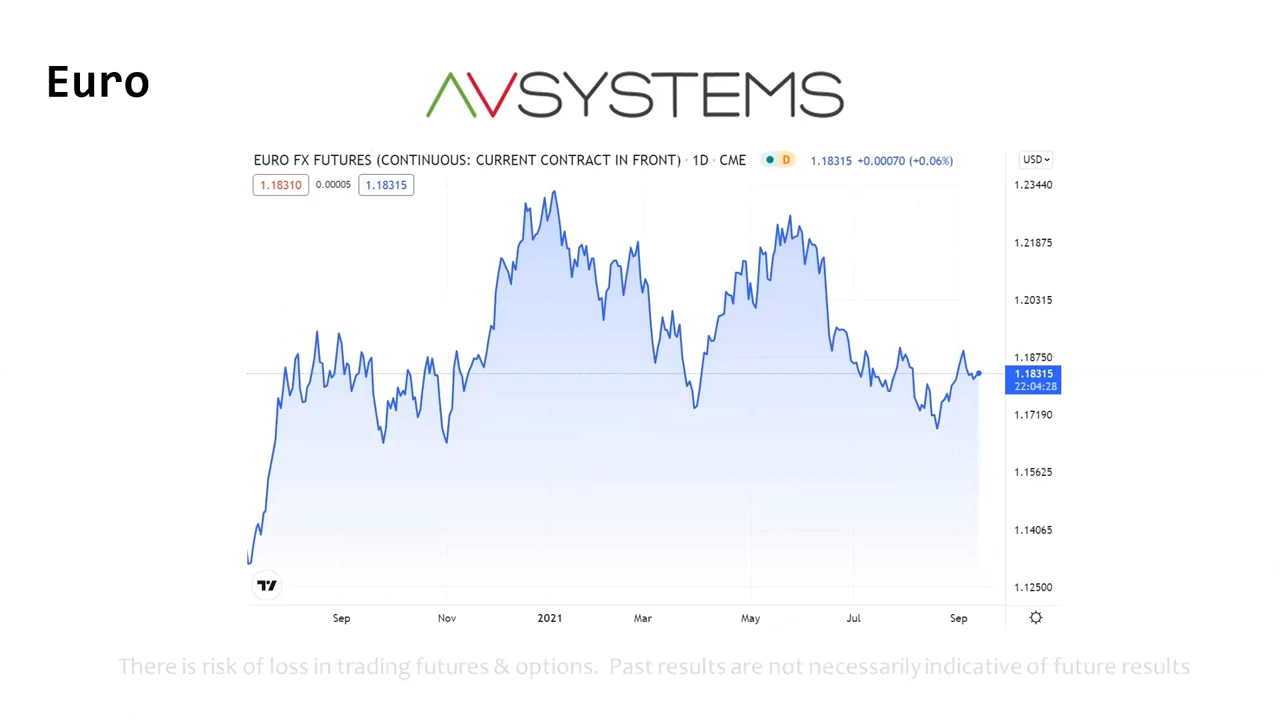 Euro
AVSYSTEMS
EURO FX FUTURES (CONTINUOUS: CURRENT CONTRACT IN FRONT) · 1D · CME D 1.18315 +0.00070 (+0.06%) USD
1.18310 0.00005 1.18315
1.23440
1.21875
1.20315
1.18750
1.18315
22:04:28
1.17190
1.15625
1.14065
1.12500
Sep Nov 2021 Mar May Jul Sep
There is risk of loss in trading futures & options. Past results are not necessarily indicative of future results